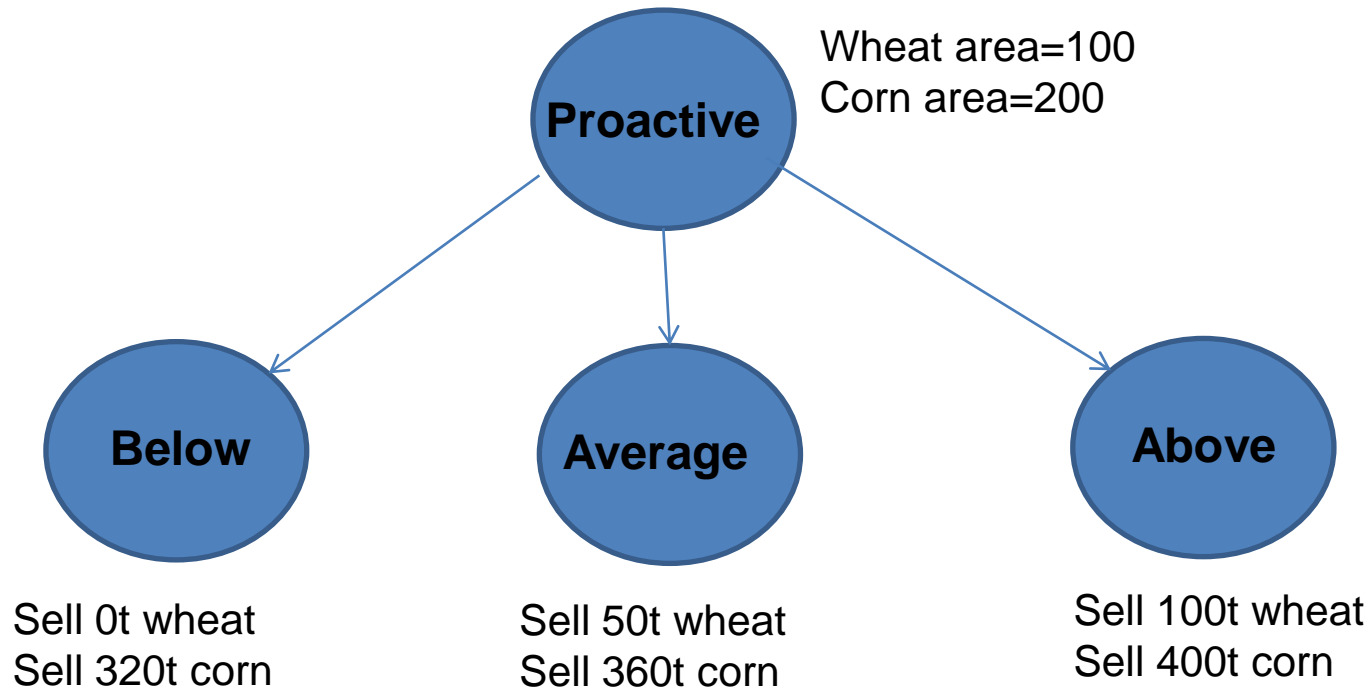 Wheat area=100
Corn area=200
Proactive
Below
Average
Above
Sell 0t wheat
Sell 320t corn
Sell 50t wheat
Sell 360t corn
Sell 100t wheat
Sell 400t corn